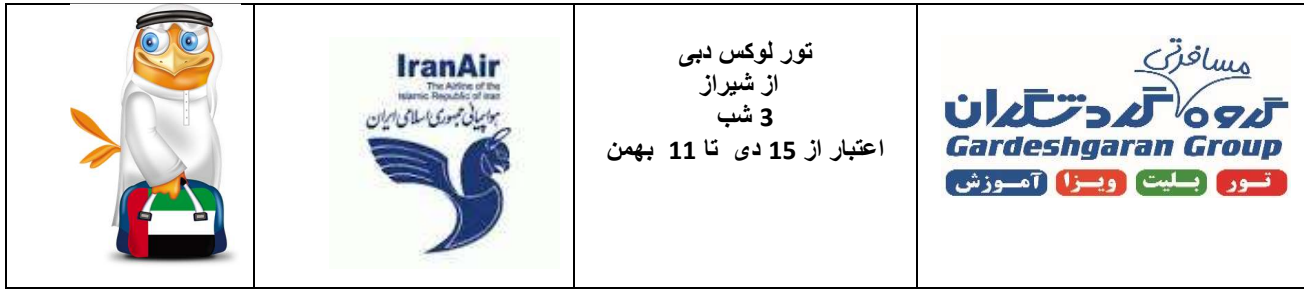 مسافرتی
گروه گردشگران
Gardeshgaran Group
تور بلیت ویزا آموزش
تور لوکس دبی
از شیراز
3 شب
اعتبار از 15 دی تا 11 بهمن
IranAir
The Airline of the
Islamic Republic of Iran
هواپیمائی جمهوری اسلامی ایران